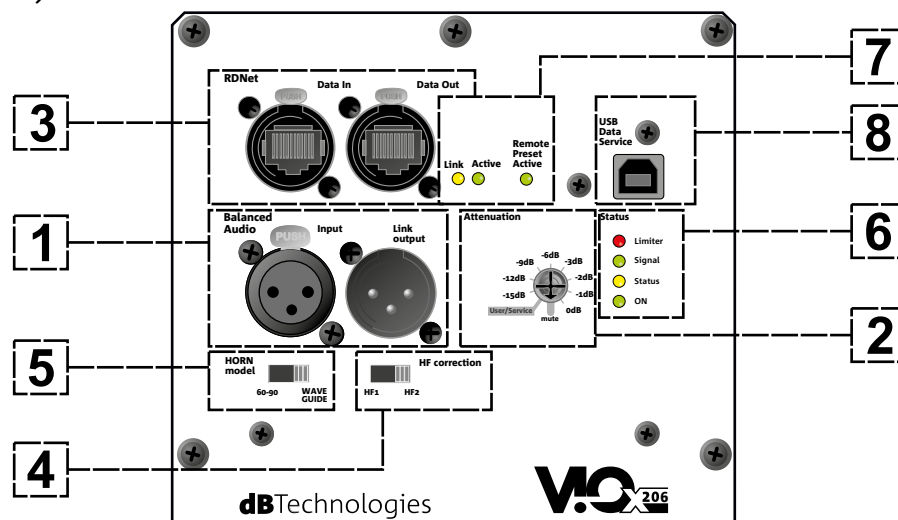 RDNet
Data In
Data Out
PUSH
PUSH
Link
Active
Remote
Preset
Active
USB
Data
Service
Balanced
Audio
PUSH
Input
Link
output
Attenuation
-6dB
-9dB
-3dB
-12dB
-2dB
-15dB
-1dB
User/Service
mute
0dB
Status
Limiter
Signal
Status
ON
HORN
model
60-90
WAVE
GUIDE
HF correction
HF1
HF2
3
1
5
4
7
8
6
2
dBTechnologies
VIO X206